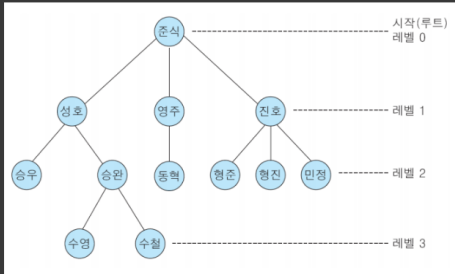 준식
시작(루트)
레벨 0
성호
영주
진호
레벨 1
승우
승완
동혁
형준
형진
민정
레벨 2
수영
수철
레벨 3